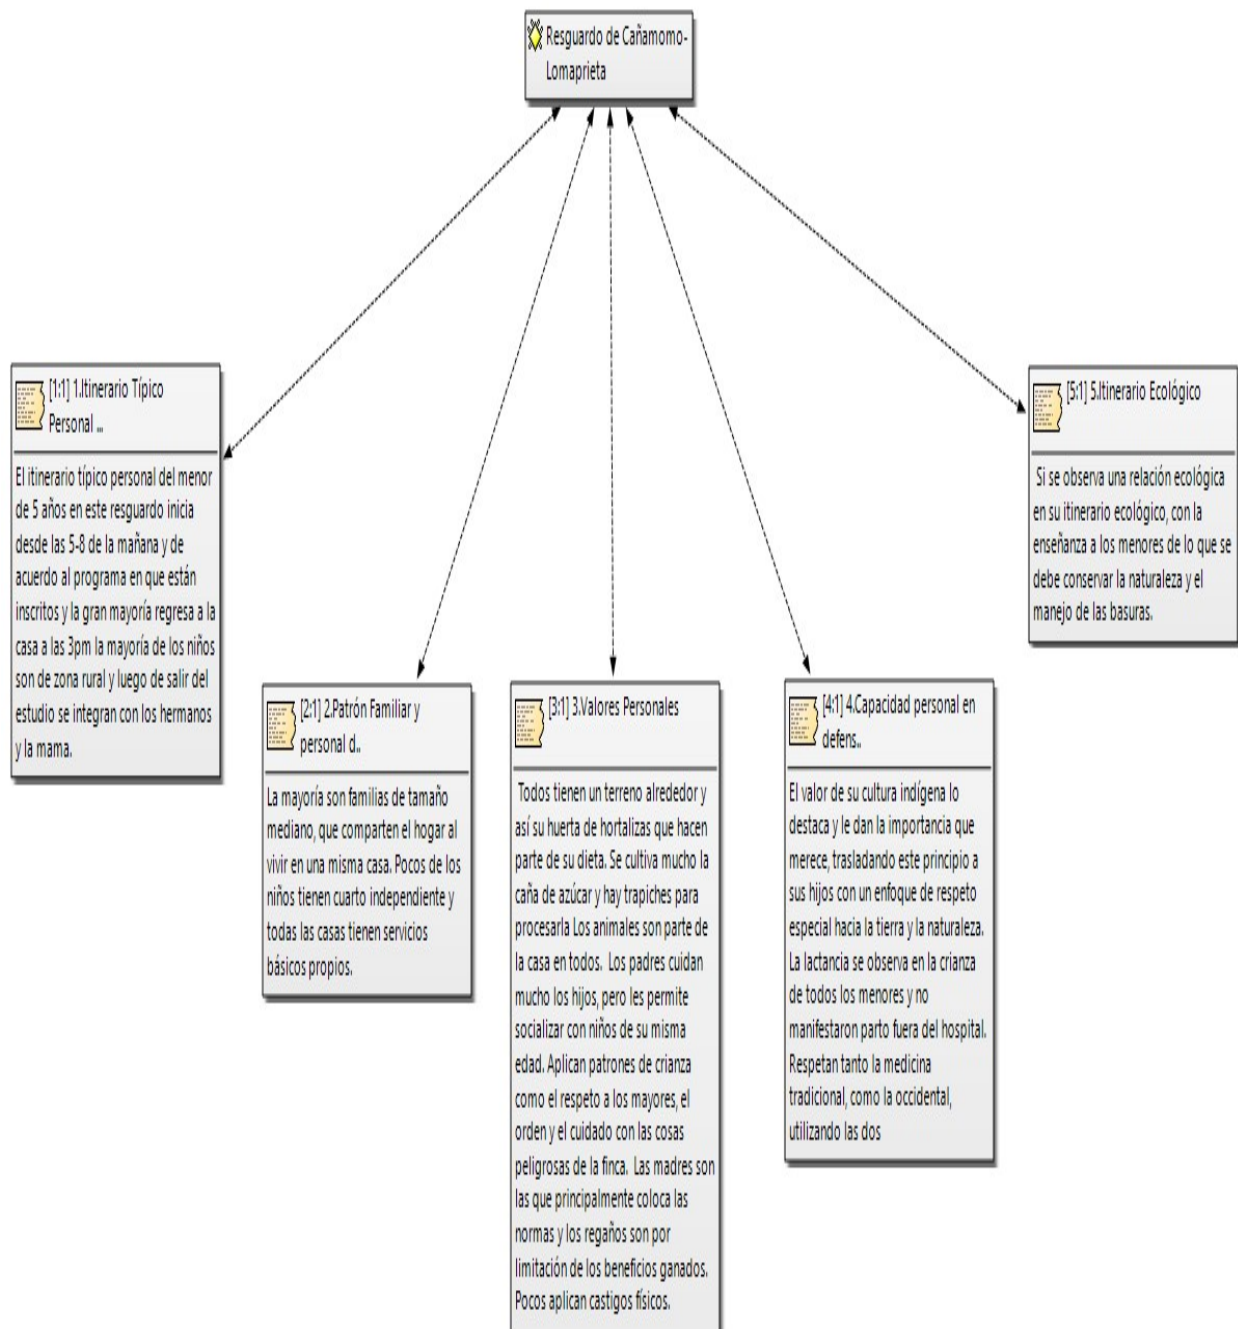 Resguardo de Cañamomo-
Lomaprieta
[1:1] 1.Itinerario Típico
Personal ...
El itinerario típico personal del menor
de 5 años en este resguardo inicia
desde las 5-8 de la mañana y de
acuerdo al programa en que están
inscritos y la gran mayoría regresa a la
casa a las 3pm la mayoría de los niños
son de zona rural y luego de salir del
estudio se integran con los hermanos
y la mama.
[2:1] 2.Patrón Familiar y
personal d..
La mayoría son familias de tamaño
mediano, que comparten el hogar al
vivir en una misma casa. Pocos de los
niños tienen cuarto independiente y
todas las casas tienen servicios
básicos propios.
[3:1] 3.Valores Personales
Todos tienen un terreno alrededor y
así su huerta de hortalizas que hacen
parte de su dieta. Se cultiva mucho la
caña de azúcar y hay trapiches para
procesarla Los animales son parte de
la casa en todos. Los padres cuidan
mucho los hijos, pero les permite
socializar con niños de su misma
edad. Aplican patrones de crianza
como el respeto a los mayores, el
orden y el cuidado con las cosas
peligrosas de la finca. Las madres son
las que principalmente coloca las
normas y los regaños son por
limitación de los beneficios ganados.
Pocos aplican castigos físicos.
[4:1] 4.Capacidad personal en
defens..
El valor de su cultura indígena lo
destaca y le dan la importancia que
merece, trasladando este principio a
sus hijos con un enfoque de respeto
especial hacia la tierra y la naturaleza.
La lactancia se observa en la crianza
de todos los menores y no
manifestaron parto fuera del hospital.
Respetan tanto la medicina
tradicional, como la occidental,
utilizando las dos
[5:1] 5.Itinerario Ecológico
Si se observa una relación ecológica
en su itinerario ecológico, con la
enseñanza a los menores de lo que se
debe conservar la naturaleza y el
manejo de las basuras.